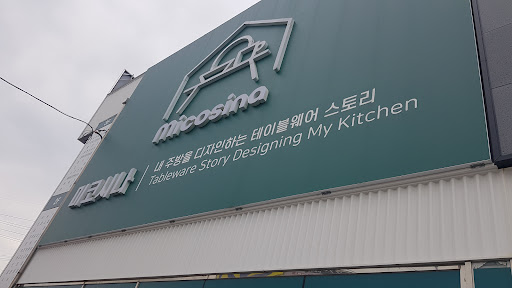 micosina
미코시나
내 주방을 디자인하는 테이블웨어 스토리
Tableware Story Designing My Kitchen